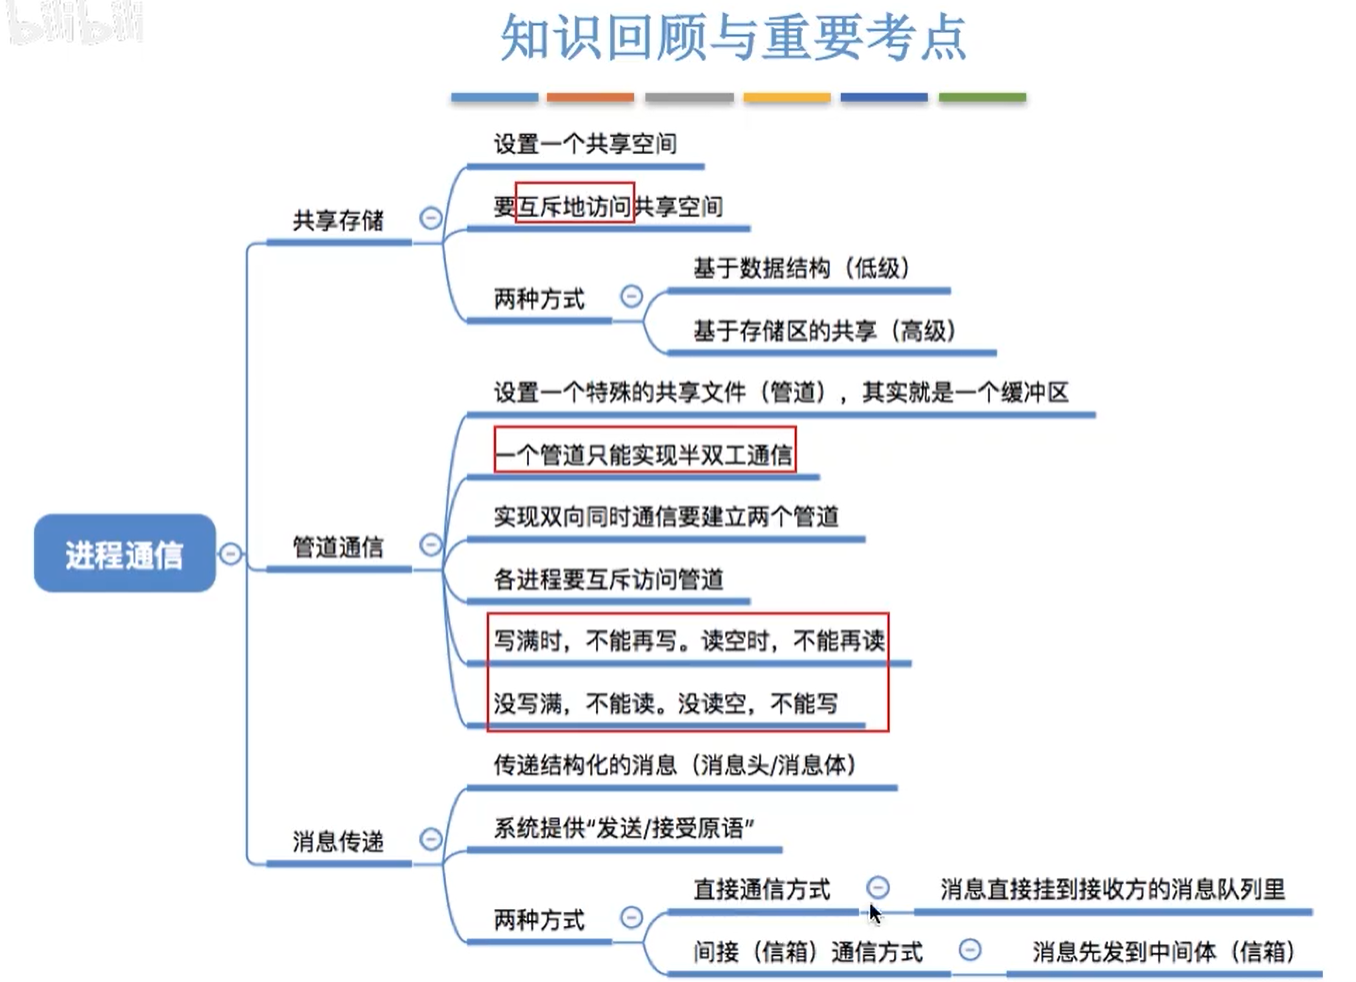 bilibili
知识回顾与重要考点
设置一个共享空间
要互斥地访问共享空间
共享存储
基于数据结构（低级）
两种方式
基于存储区的共享（高级）
设置一个特殊的共享文件（管道），其实就是一个缓冲区
一个管道只能实现半双工通信
实现双向同时通信要建立两个管道
进程通信
管道通信
各进程要互斥访问管道
写满时，不能再写。读空时，不能再读
没写满，不能读。没读空，不能写
传递结构化的消息（消息头/消息体）
系统提供“发送/接受原语”
消息传递
直接通信方式
消息直接挂到接收方的消息队列里
两种方式
间接（信箱）通信方式
消息先发到中间体（信箱）